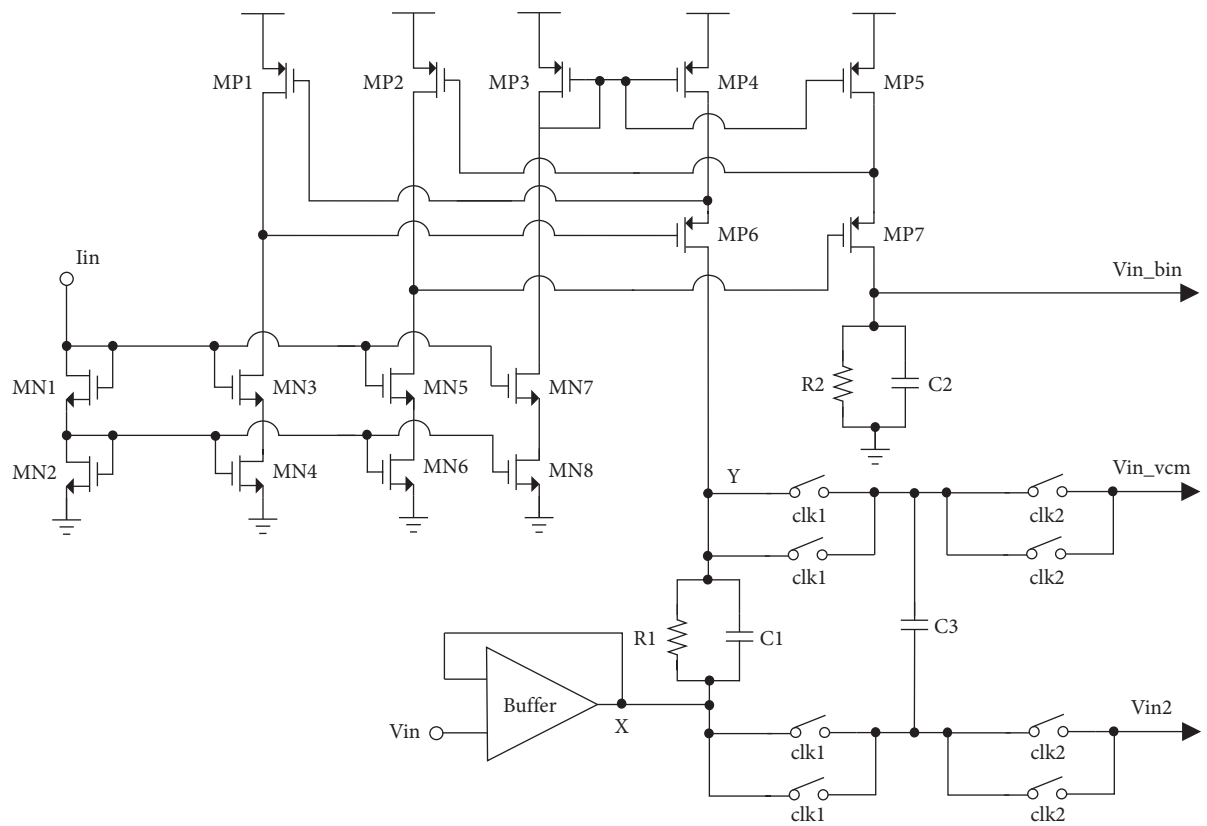 MP1
MP2
MP3
MP4
MP5
MP6
MP7
Iin
Vin_bin
MN1
MN3
MN5
MN7
R2
C2
MN2
MN4
MN6
MN8
Y
Vin_vcm
clk1
clk2
clk1
clk2
R1
C1
C3
Buffer
Vin
X
Vin2
clk1
clk2
clk1
clk2